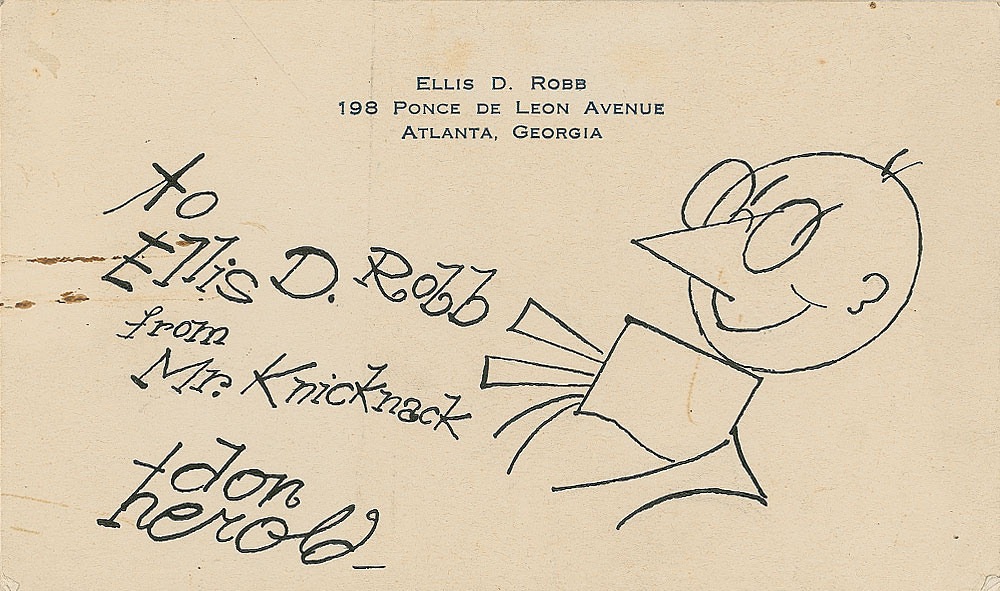 Ellis D. Robb
198 Ponce de Leon Avenue
Atlanta, Georgia
to
Ellis D. Robb
from
Mr. Knicknack
don
herold